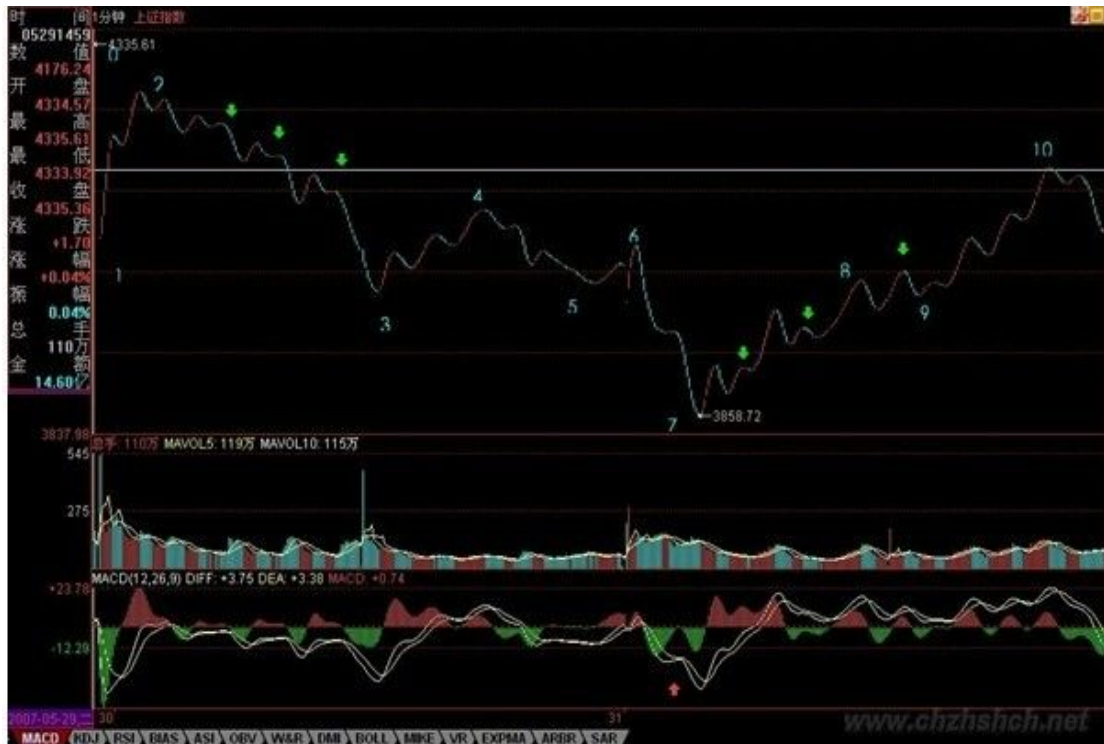 时 间 1分钟 上证指数
05291459
数 值
4176.24
开 盘
4334.57
最 高
4335.61
最 低
4333.92
收 盘
4335.36
涨 跌
+1.70
涨 幅
+0.04%
振 幅
0.04%
总 手
110万
金 额
14.60亿
4335.61
0
2
10
4
6
1
8
3
5
9
7
3858.72
3837.98
总手: 110万 MAVOL5: 119万 MAVOL10: 115万
545
275
MACD(12,26,9) DIFF: +3.75 DEA: +3.38 MACD: +0.74
+23.78
-12.29
2007-05-29,二 30 31
www.chzhshch.net
MACD KDJ RSI BIAS ASI OBV W&R DMI BOLL MIKE VR EXPMA ARBR SAR